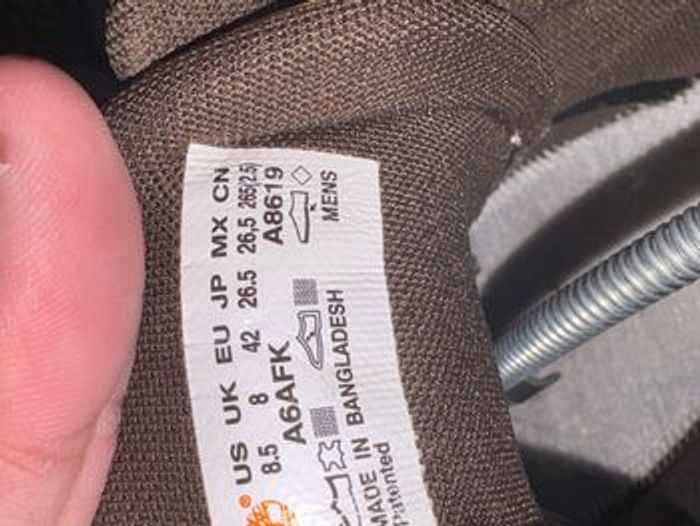 ® US UK EU JP MX CN
8.5 8 42 26.5 26,5 265(2.5)
A6AFK A8619
MENS
MADE IN BANGLADESH
Patented